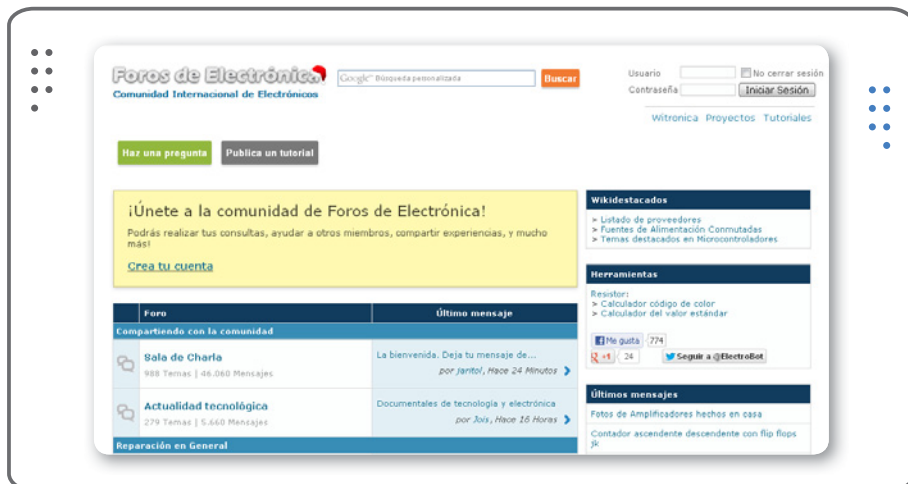 Foros de Electrónica
Comunidad Internacional de Electrónicos
Google™ Búsqueda personalizada
Buscar
Usuario
No cerrar sesión
Contraseña
Iniciar Sesión
Witronica Proyectos Tutoriales
Haz una pregunta
Publica un tutorial
¡Únete a la comunidad de Foros de Electrónica!
Podrás realizar tus consultas, ayudar a otros miembros, compartir experiencias, y mucho
más!
Crea tu cuenta
Foro
Último mensaje
Compartiendo con la comunidad
Sala de Charla
988 Temas | 46.060 Mensajes
La bienvenida. Deja tu mensaje de...
por jaritol, Hace 24 Minutos
Actualidad tecnológica
279 Temas | 5.660 Mensajes
Documentales de tecnología y electrónica
por Jois, Hace 16 Horas
Reparación en General
Wikidestacados
> Listado de proveedores
> Fuentes de Alimentación Conmutadas
> Temas destacados en Microcontroladores
Herramientas
Resistor:
> Calculador código de color
> Calculador del valor estándar
Me gusta 774
+1 24
Seguir a @ElectroBot
Últimos mensajes
Fotos de Amplificadores hechos en casa
Contador ascendente descendente con flip flops
jk